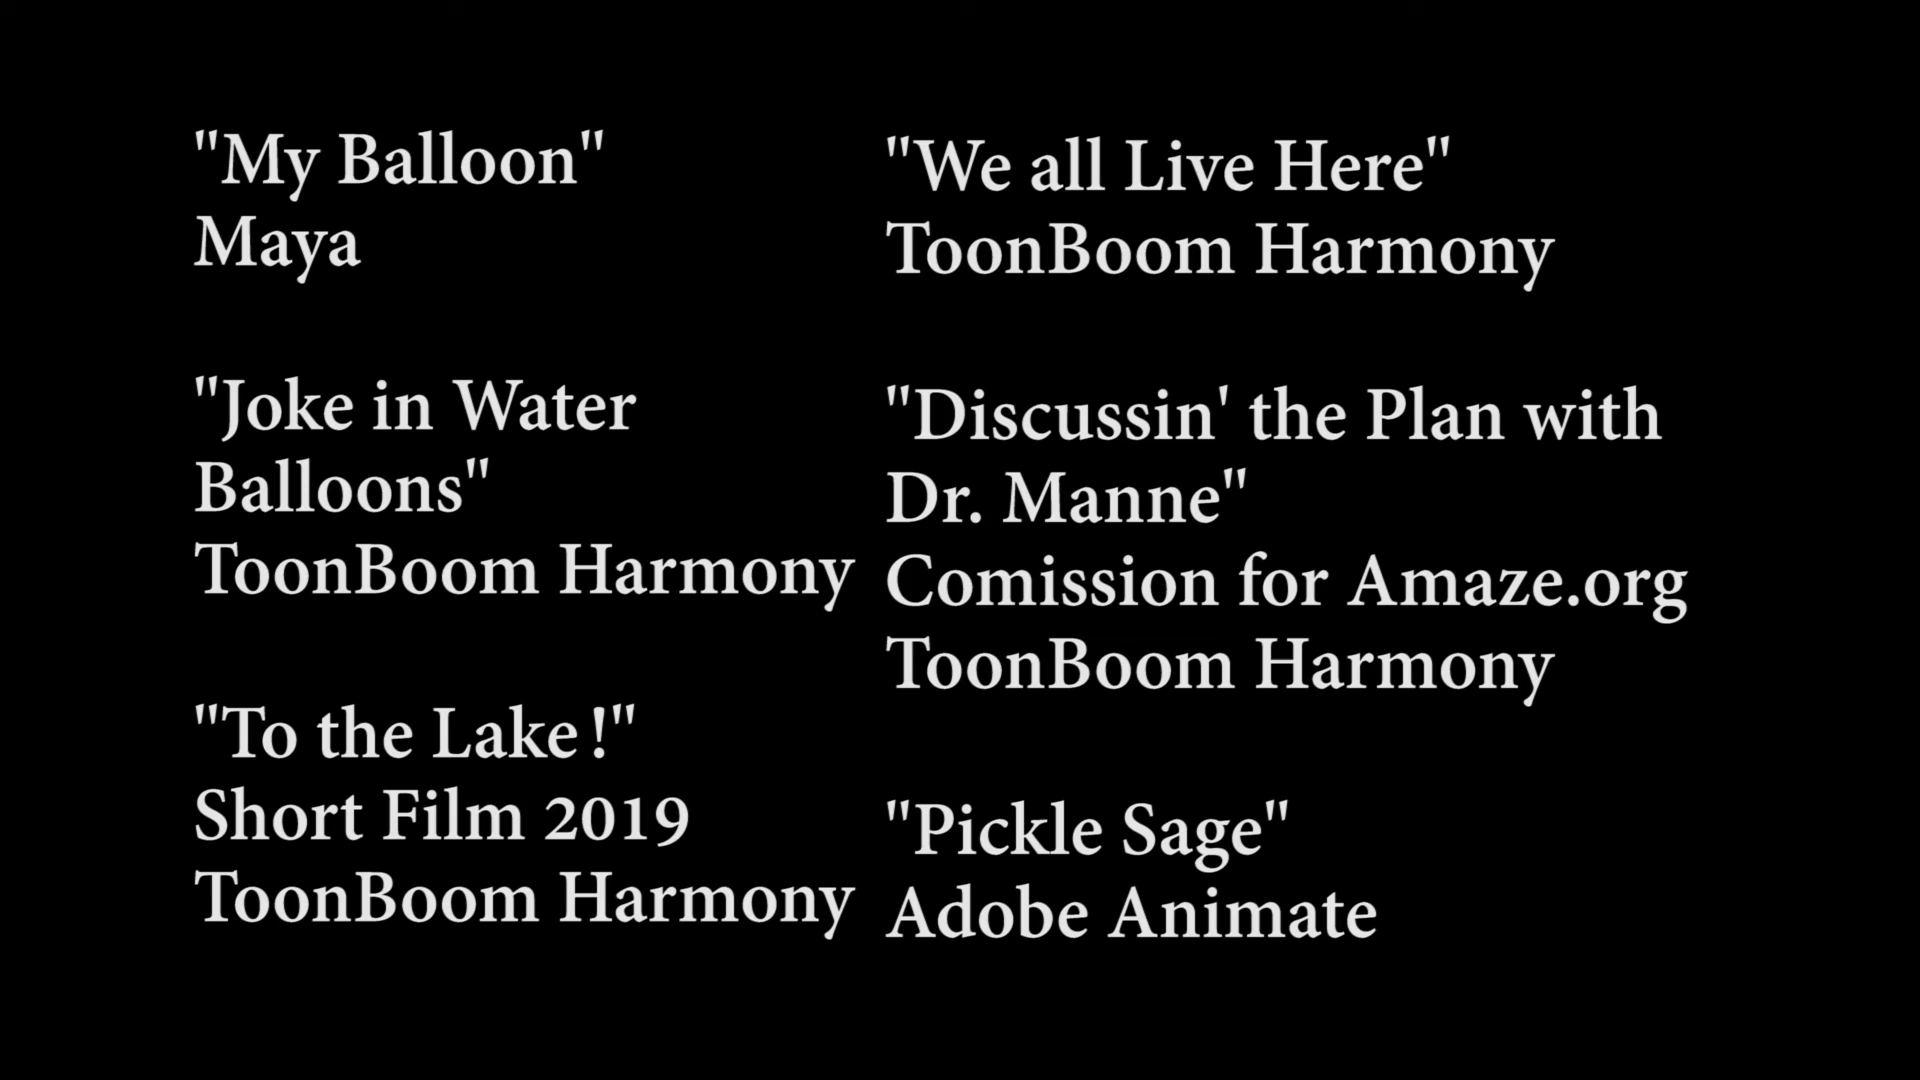 "My Balloon"
Maya
"Joke in Water
Balloons"
ToonBoom Harmony
"To the Lake!"
Short Film 2019
ToonBoom Harmony
"We all Live Here"
ToonBoom Harmony
"Discussin' the Plan with
Dr. Manne"
Comission for Amaze.org
ToonBoom Harmony
"Pickle Sage"
Adobe Animate